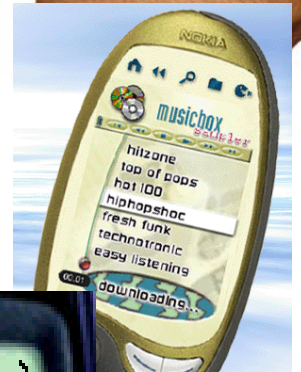 NOKIA
musicbox
hitzone
top of pops
hot 100
hiphopshoc
fresh funk
technotronic
easy listening
00:01
downloading...